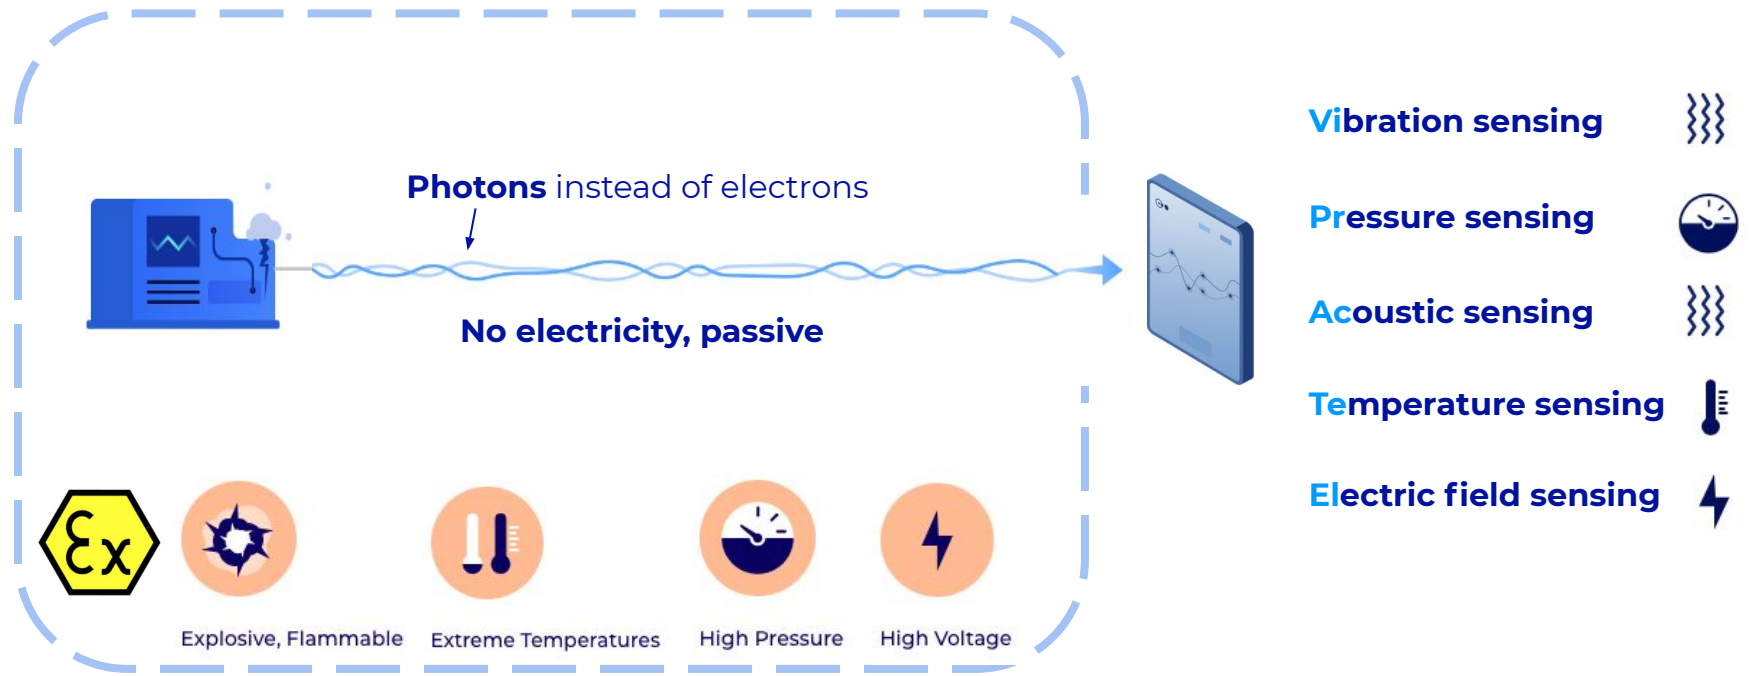 Photons instead of electrons
No electricity, passive
Ex
Explosive, Flammable
Extreme Temperatures
High Pressure
High Voltage
Vibration sensing
Pressure sensing
Acoustic sensing
Temperature sensing
Electric field sensing